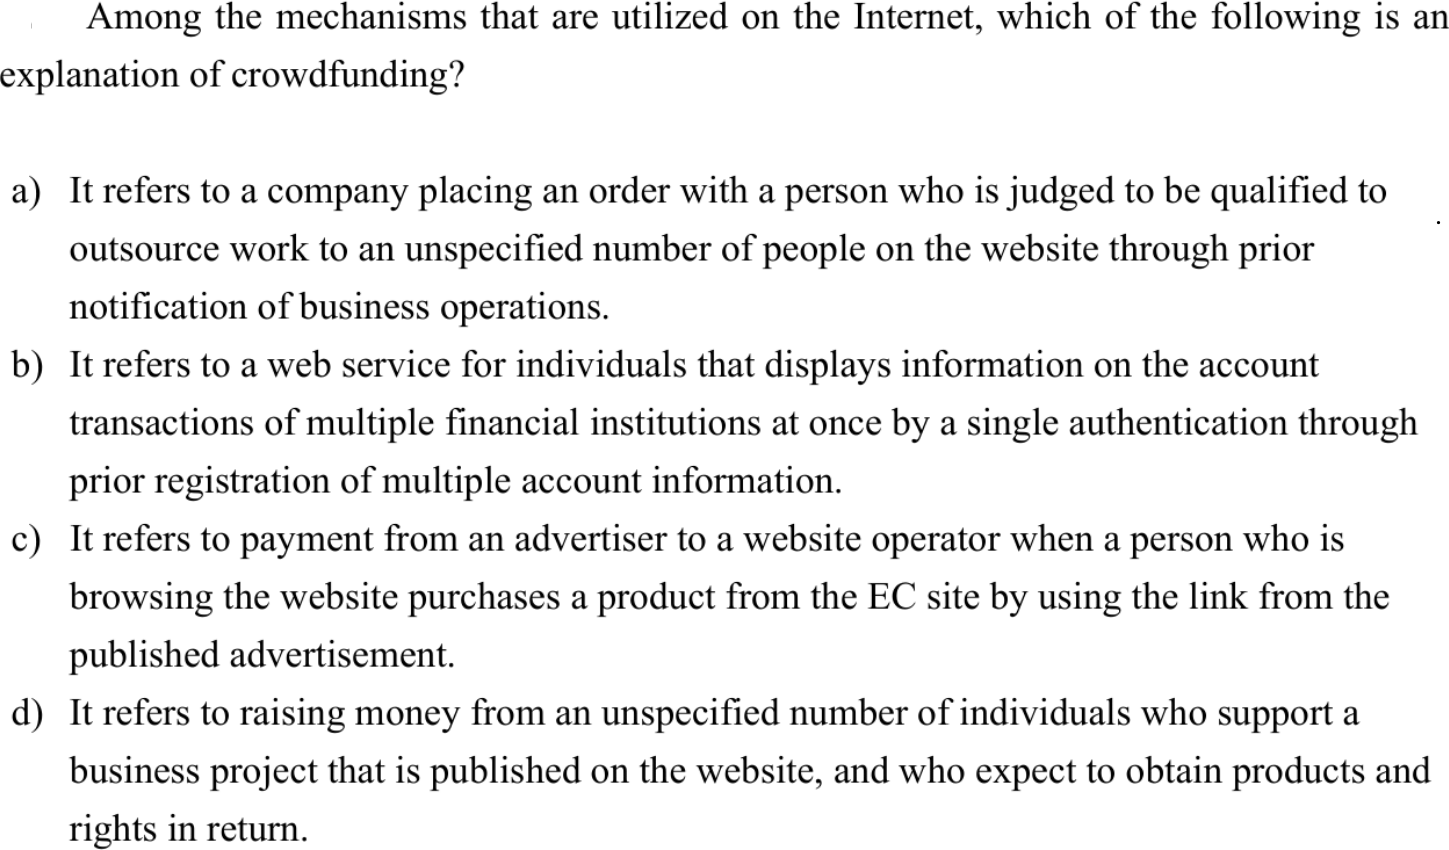 Among the mechanisms that are utilized on the Internet, which of the following is an
explanation of crowdfunding?
a) It refers to a company placing an order with a person who is judged to be qualified to
outsource work to an unspecified number of people on the website through prior
notification of business operations.
b) It refers to a web service for individuals that displays information on the account
transactions of multiple financial institutions at once by a single authentication through
prior registration of multiple account information.
c) It refers to payment from an advertiser to a website operator when a person who is
browsing the website purchases a product from the EC site by using the link from the
published advertisement.
d) It refers to raising money from an unspecified number of individuals who support a
business project that is published on the website, and who expect to obtain products and
rights in return.